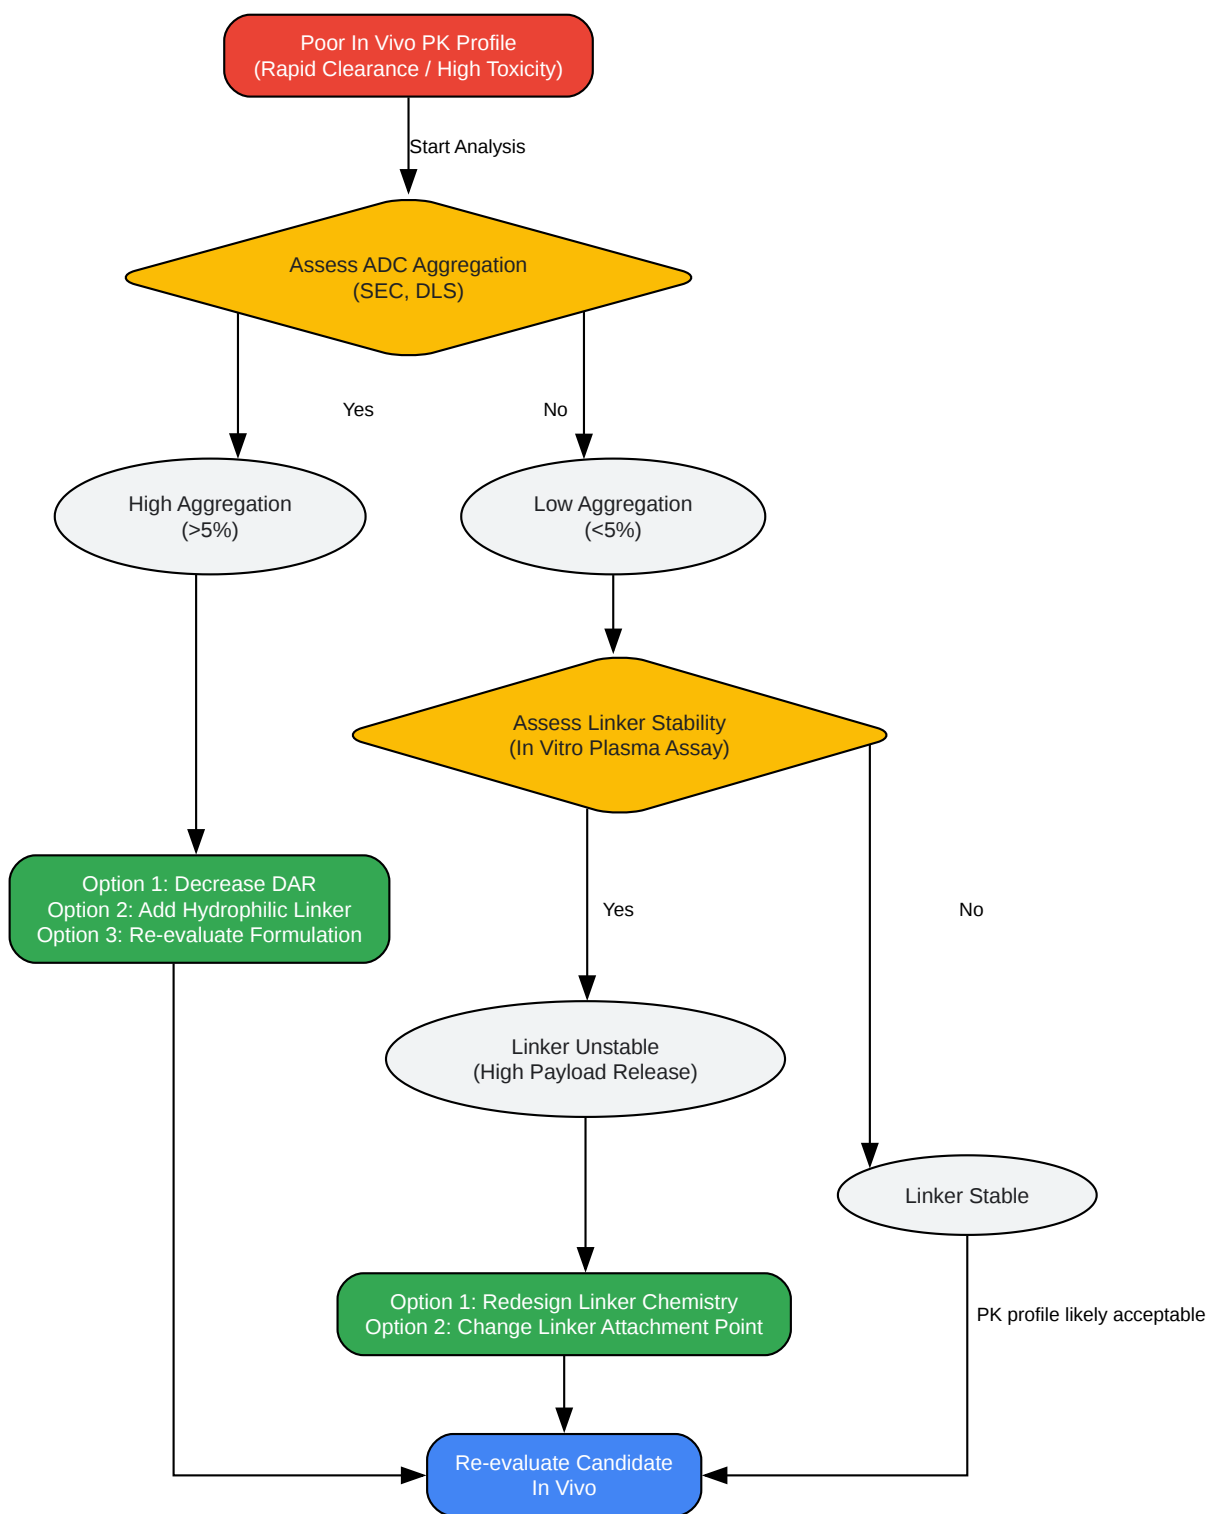 Poor In Vivo PK Profile
(Rapid Clearance / High Toxicity)
Start Analysis
Assess ADC Aggregation
(SEC, DLS)
Yes
No
High Aggregation
(>5%)
Low Aggregation
(<5%)
Assess Linker Stability
(In Vitro Plasma Assay)
Option 1: Decrease DAR
Option 2: Add Hydrophilic Linker
Option 3: Re-evaluate Formulation
Yes
No
Linker Unstable
(High Payload Release)
Linker Stable
Option 1: Redesign Linker Chemistry
Option 2: Change Linker Attachment Point
PK profile likely acceptable
Re-evaluate Candidate
In Vivo